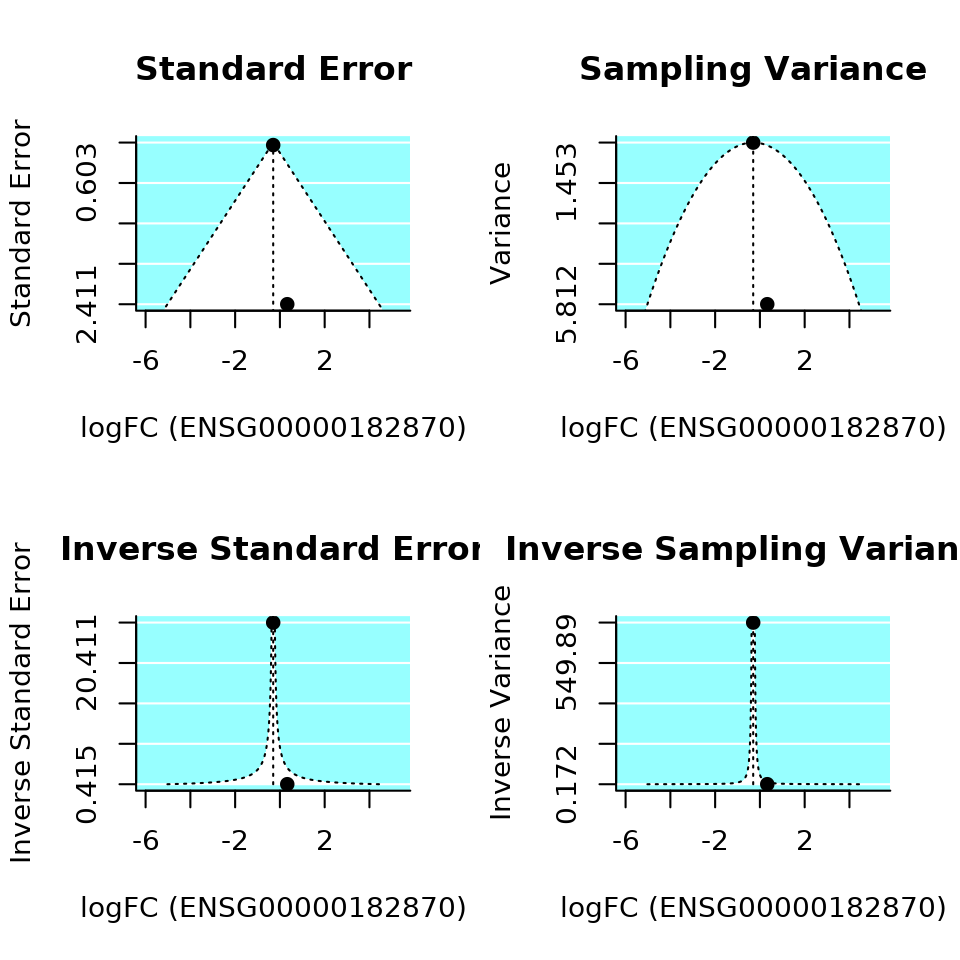 Standard Error
Standard Error
0.603
2.411
-6 -2 2
logFC (ENSG00000182870)
Sampling Variance
Variance
1.453
5.812
-6 -2 2
logFC (ENSG00000182870)
Inverse Standard Error
Inverse Standard Error
20.411
0.415
-6 -2 2
logFC (ENSG00000182870)
Inverse Sampling Varian
Inverse Variance
549.89
0.172
-6 -2 2
logFC (ENSG00000182870)